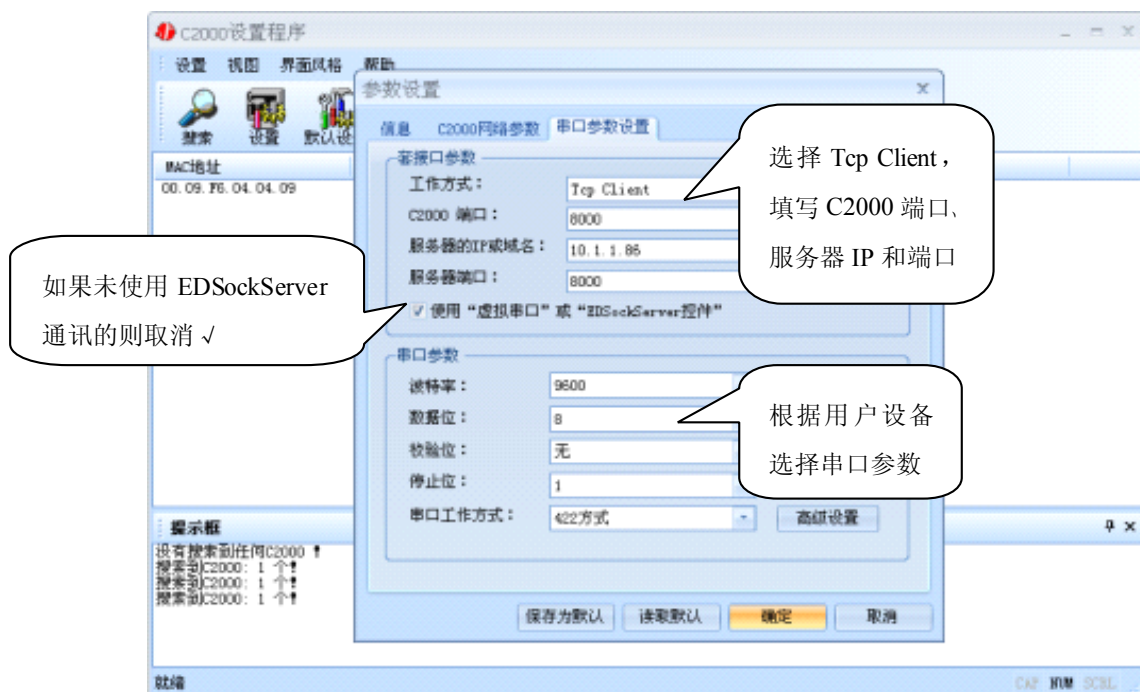 C2000设置程序
设置 视图 界面风格 帮助
搜索 设置 默认设
MAC地址
00.09.F6.04.04.09
参数设置
信息 C2000网络参数 串口参数设置
套接口参数
工作方式： Tcp Client
C2000 端口： 8000
服务器的IP或域名： 10.1.1.86
服务器端口： 8000
使用“虚拟串口”或“EDSockServer控件”
串口参数
波特率： 9600
数据位： 8
校验位： 无
停止位： 1
串口工作方式： 422方式 高级设置
保存为默认 读取默认 确定 取消
选择 Tcp Client，
填写 C2000 端口、
服务器 IP 和端口
如果未使用 EDSockServer
通讯的则取消 √
根据用户设备
选择串口参数
提示框
没有搜索到任何C2000 !
搜索到C2000: 1 个!
搜索到C2000: 1 个!
搜索到C2000: 1 个!
就绪
CAP NUM SCRL